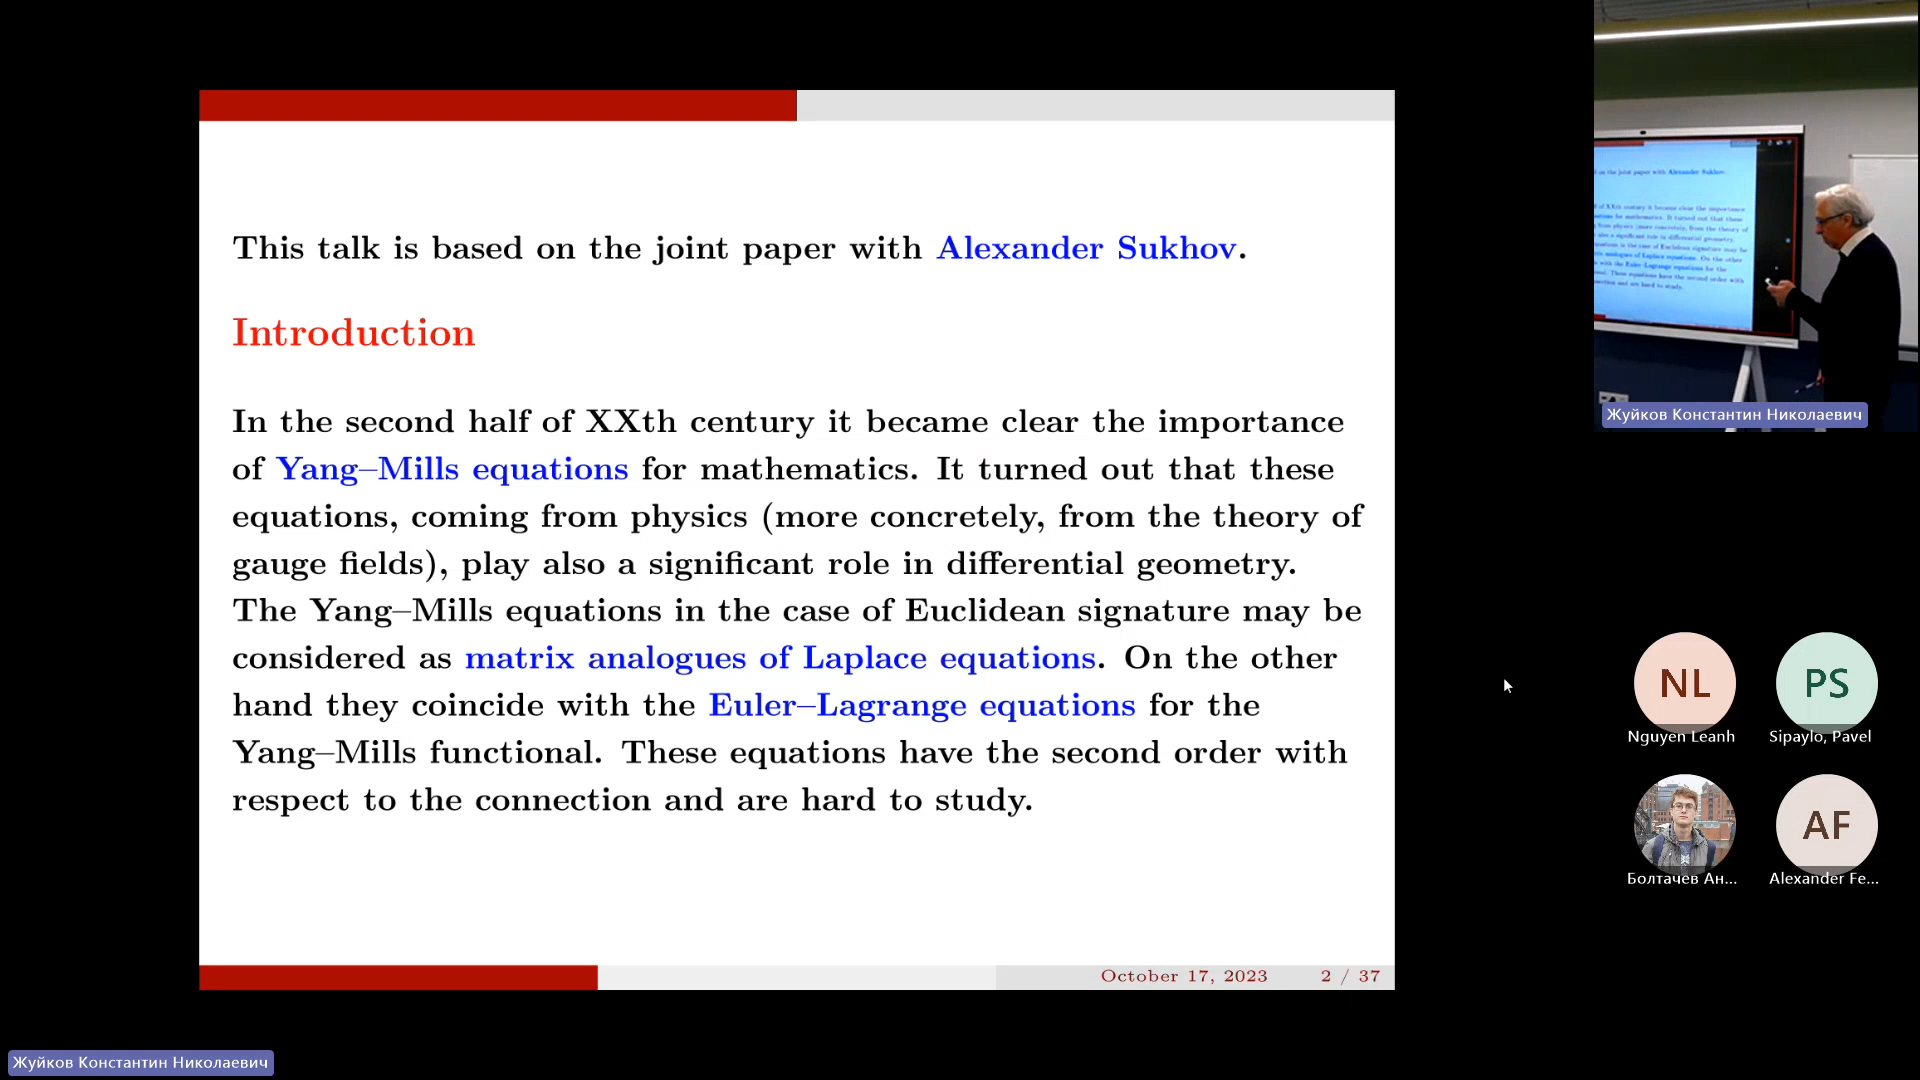 This talk is based on the joint paper with Alexander Sukhov.
Introduction
In the second half of XXth century it became clear the importance
of Yang–Mills equations for mathematics. It turned out that these
equations, coming from physics (more concretely, from the theory of
gauge fields), play also a significant role in differential geometry.
The Yang–Mills equations in the case of Euclidean signature may be
considered as matrix analogues of Laplace equations. On the other
hand they coincide with the Euler–Lagrange equations for the
Yang–Mills functional. These equations have the second order with
respect to the connection and are hard to study.
October 17, 2023 2 / 37
Жуйков Константин Николаевич
NL
Nguyen Leanh
PS
Sipaylo, Pavel
Болтачев Ан...
AF
Alexander Fe...
Жуйков Константин Николаевич